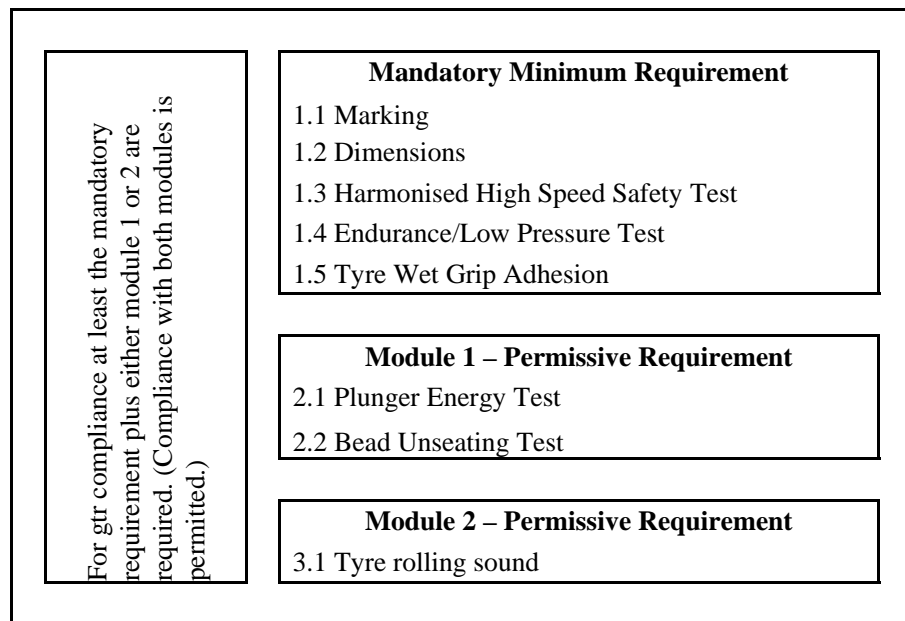 For gtr compliance at least the mandatory
requirement plus either module 1 or 2 are
required. (Compliance with both modules is
permitted.)
Mandatory Minimum Requirement
1.1 Marking
1.2 Dimensions
1.3 Harmonised High Speed Safety Test
1.4 Endurance/Low Pressure Test
1.5 Tyre Wet Grip Adhesion
Module 1 – Permissive Requirement
2.1 Plunger Energy Test
2.2 Bead Unseating Test
Module 2 – Permissive Requirement
3.1 Tyre rolling sound